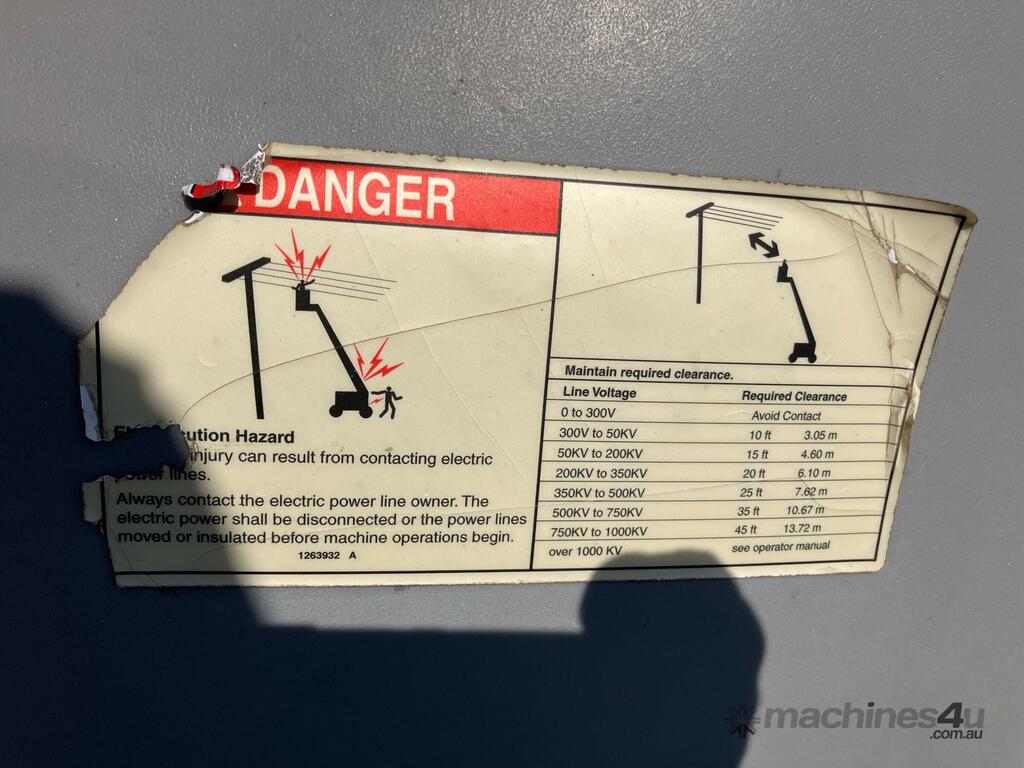 DANGER
Hazard
injury can result from contacting electric
lines.
Always contact the electric power line owner. The
electric power shall be disconnected or the power lines
moved or insulated before machine operations begin.
1263932 A
Maintain required clearance.
Line Voltage Required Clearance
0 to 300V Avoid Contact
300V to 50KV 10 ft 3.05 m
50KV to 200KV 15 ft 4.60 m
200KV to 350KV 20 ft 6.10 m
350KV to 500KV 25 ft 7.62 m
500KV to 750KV 35 ft 10.67 m
750KV to 1000KV 45 ft 13.72 m
over 1000 KV see operator manual
machines4u
.com.au